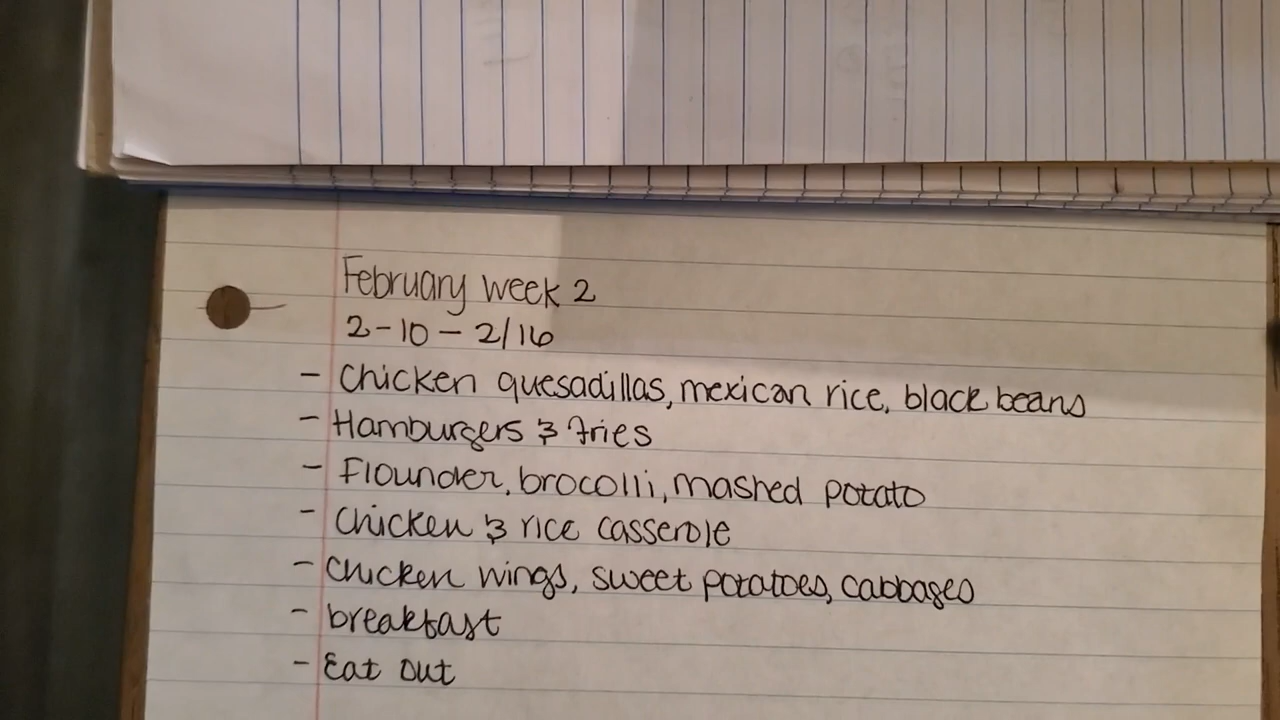 February week 2
2-10 - 2/16
- Chicken quesadillas, mexican rice, black beans
- Hamburgers & fries
- Flounder, brocolli, mashed potato
- Chicken & rice casserole
- Chicken wings, sweet potatoes, cabbages
- breakfast
- Eat out